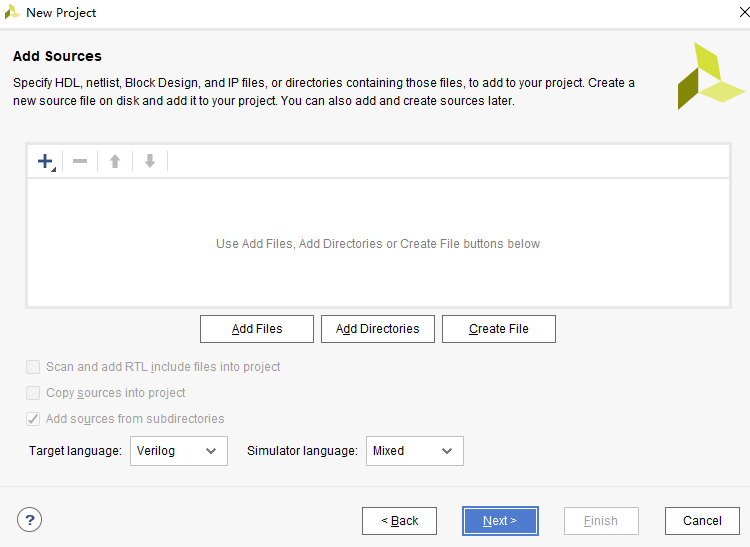 New Project
Add Sources
Specify HDL, netlist, Block Design, and IP files, or directories containing those files, to add to your project. Create a
new source file on disk and add it to your project. You can also add and create sources later.
Use Add Files, Add Directories or Create File buttons below
Add Files Add Directories Create File
Scan and add RTL include files into project
Copy sources into project
Add sources from subdirectories
Target language: Verilog Simulator language: Mixed
? < Back Next > Finish Cancel